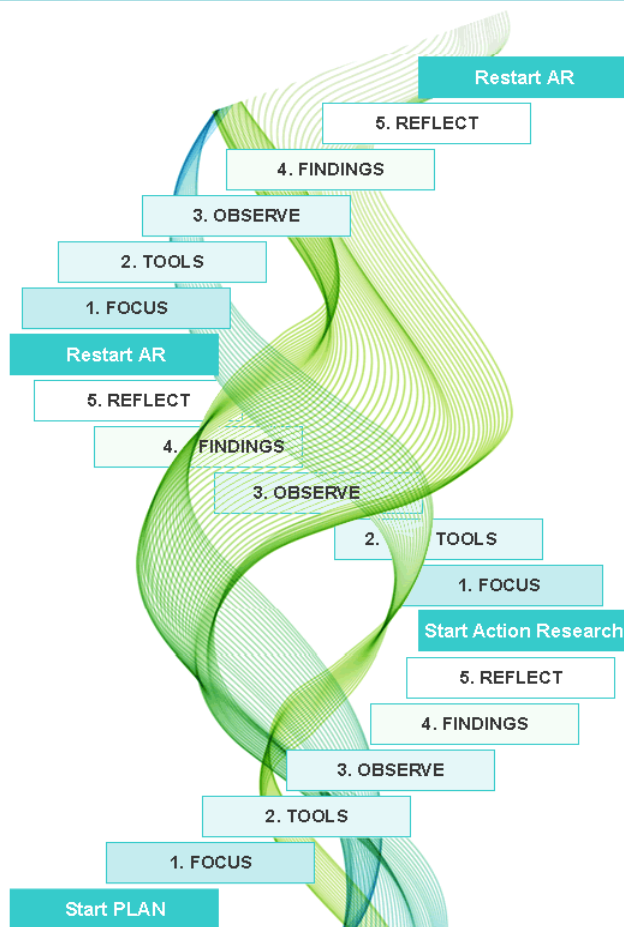 Restart AR
5. REFLECT
4. FINDINGS
3. OBSERVE
2. TOOLS
1. FOCUS
Restart AR
5. REFLECT
4. FINDINGS
3. OBSERVE
2. TOOLS
1. FOCUS
Start Action Research
5. REFLECT
4. FINDINGS
3. OBSERVE
2. TOOLS
1. FOCUS
Start PLAN